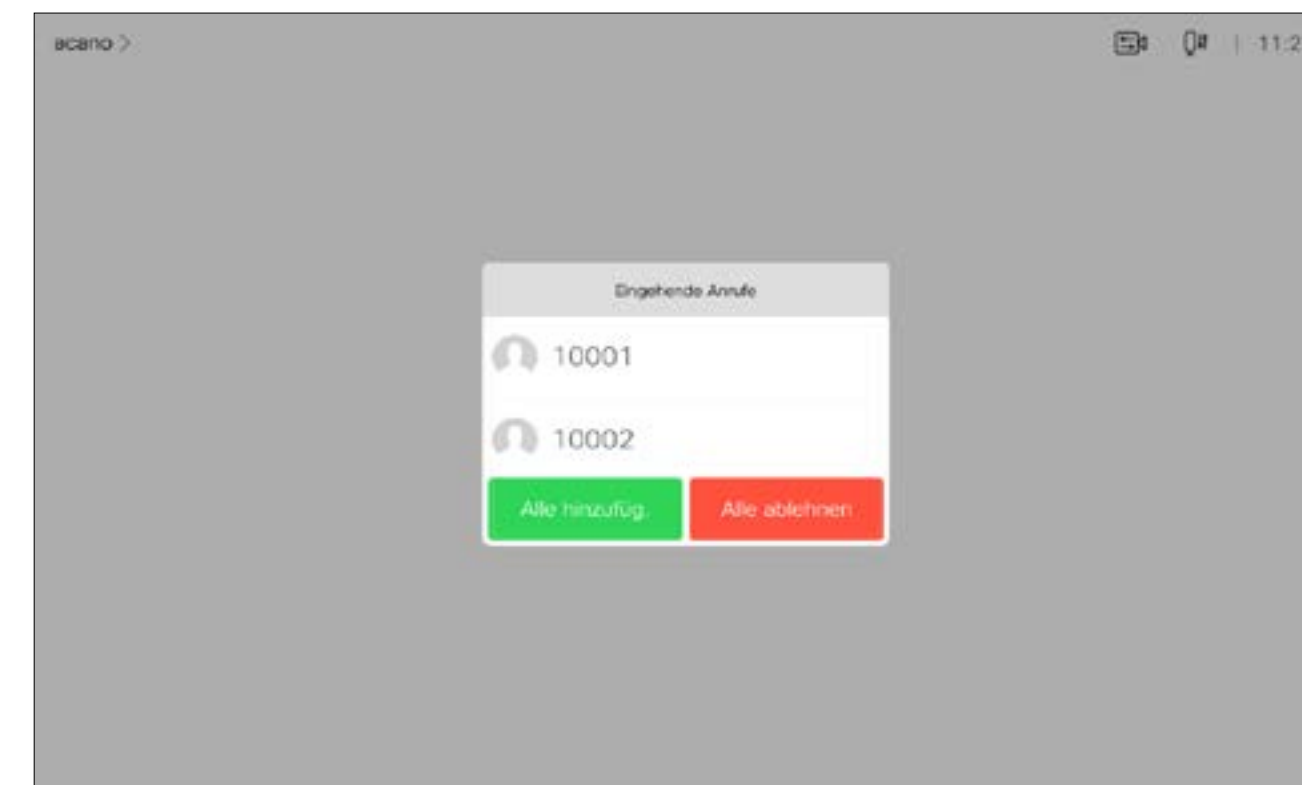 acano >
11:2
Eingehende Anrufe
10001
10002
Alle hinzufüg.
Alle ablehnen